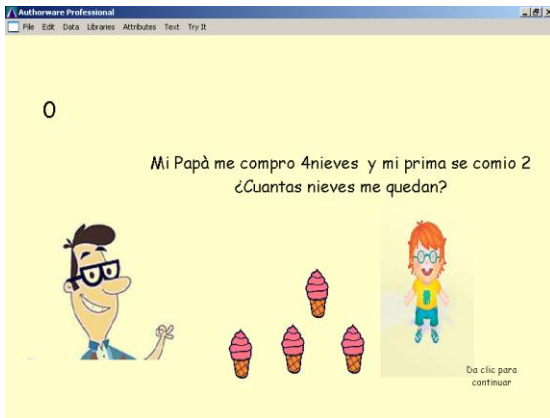 Authorware Professional
File Edit Data Libraries Attributes Text Try It
0
Mi Papà me compro 4nieves y mi prima se comio 2
¿Cuantas nieves me quedan?
Da clic para
continuar